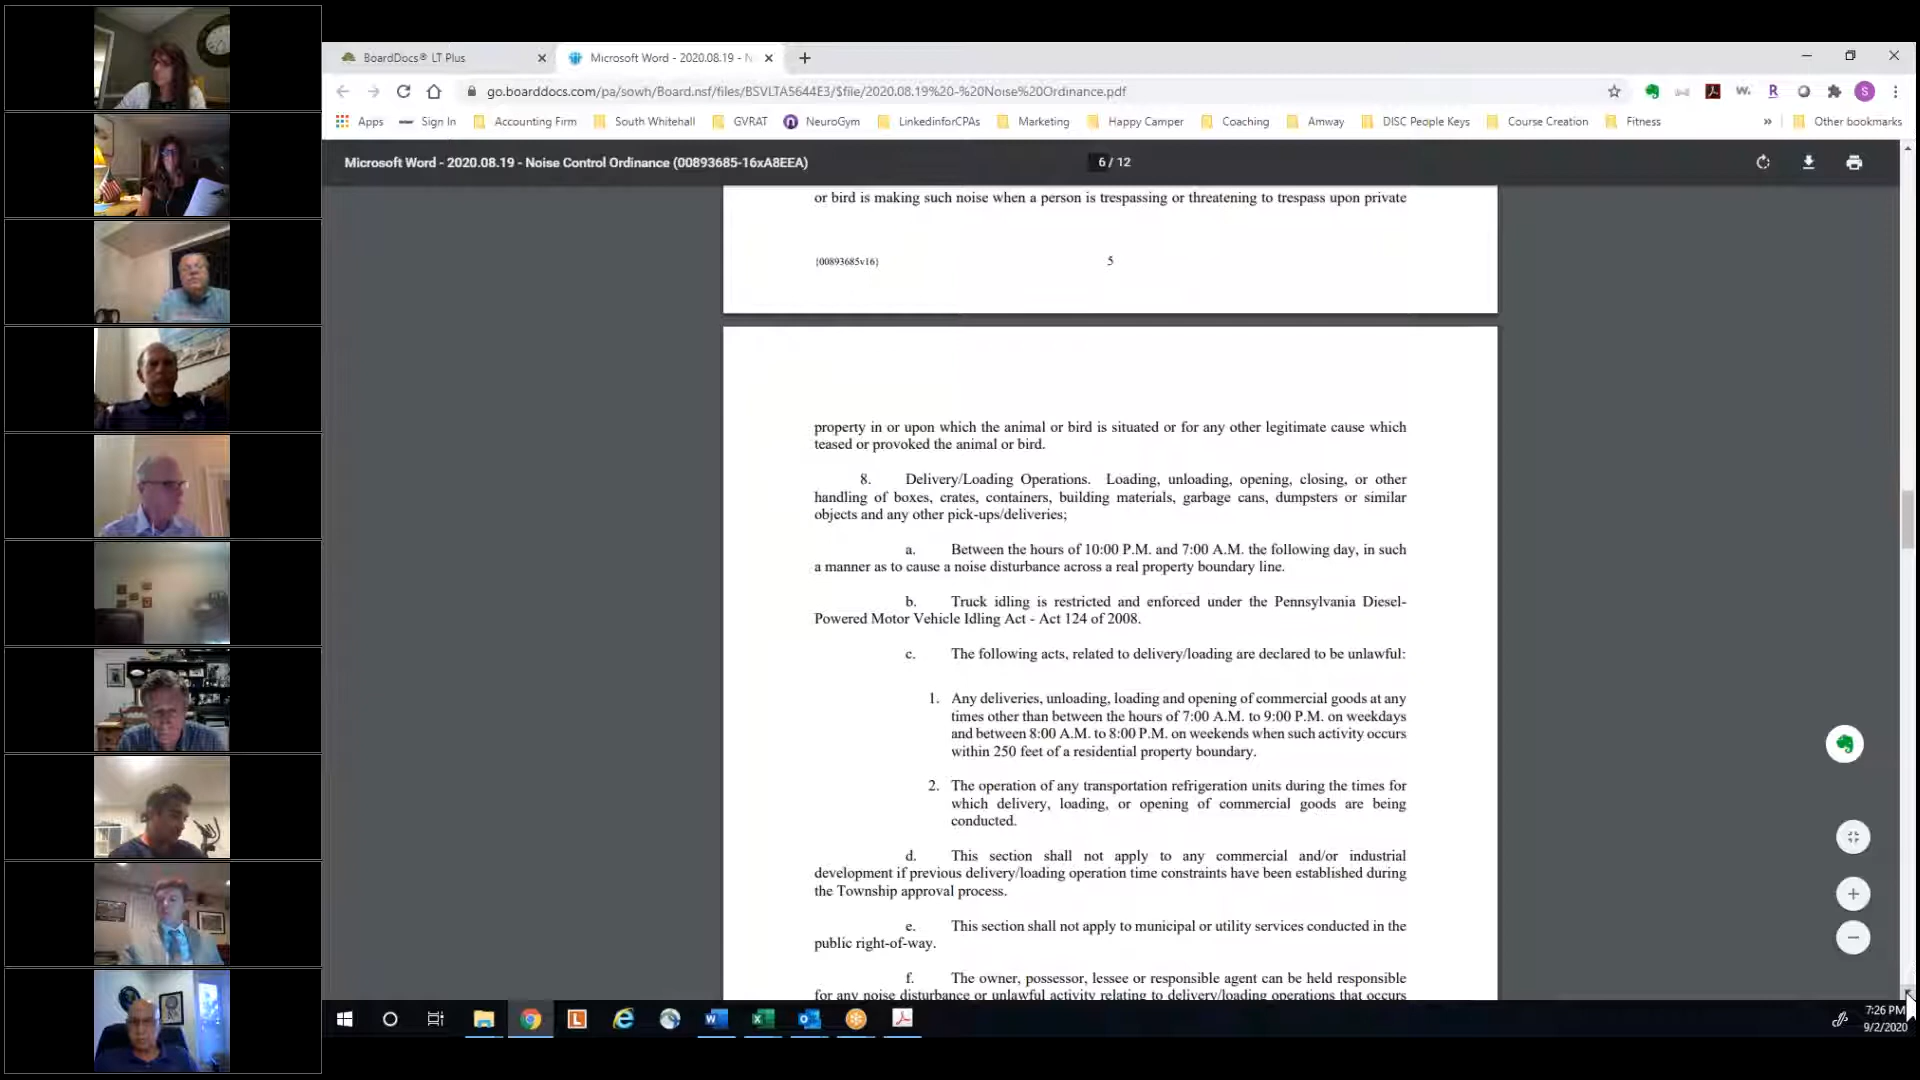 BoardDocs® LT Plus
Microsoft Word - 2020.08.19 - N
go.boarddocs.com/pa/sowh/Board.nsf/files/BSVLTA5644E3/$file/2020.08.19%20-%20Noise%20Ordinance.pdf
Apps Sign In Accounting Firm South Whitehall GVRAT NeuroGym LinkedinforCPAs Marketing Happy Camper Coaching Amway DISC People Keys Course Creation Fitness » Other bookmarks
Microsoft Word - 2020.08.19 - Noise Control Ordinance (00893685-16xA8EEA) 6 / 12
or bird is making such noise when a person is trespassing or threatening to trespass upon private
{00893685v16} 5
property in or upon which the animal or bird is situated or for any other legitimate cause which
teased or provoked the animal or bird.
8. Delivery/Loading Operations. Loading, unloading, opening, closing, or other
handling of boxes, crates, containers, building materials, garbage cans, dumpsters or similar
objects and any other pick-ups/deliveries;
a. Between the hours of 10:00 P.M. and 7:00 A.M. the following day, in such
a manner as to cause a noise disturbance across a real property boundary line.
b. Truck idling is restricted and enforced under the Pennsylvania Diesel-
Powered Motor Vehicle Idling Act - Act 124 of 2008.
c. The following acts, related to delivery/loading are declared to be unlawful:
1. Any deliveries, unloading, loading and opening of commercial goods at any
times other than between the hours of 7:00 A.M. to 9:00 P.M. on weekdays
and between 8:00 A.M. to 8:00 P.M. on weekends when such activity occurs
within 250 feet of a residential property boundary.
2. The operation of any transportation refrigeration units during the times for
which delivery, loading, or opening of commercial goods are being
conducted.
d. This section shall not apply to any commercial and/or industrial
development if previous delivery/loading operation time constraints have been established during
the Township approval process.
e. This section shall not apply to municipal or utility services conducted in the
public right-of-way.
f. The owner, possessor, lessee or responsible agent can be held responsible
for any noise disturbance or unlawful activity relating to delivery/loading operations that occurs
7:26 PM
9/2/2020